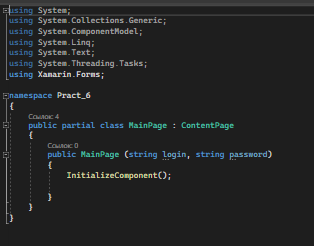 using System;
using System.Collections.Generic;
using System.ComponentModel;
using System.Linq;
using System.Text;
using System.Threading.Tasks;
using Xamarin.Forms;
namespace Pract_6
{
Ссылок: 4
public partial class MainPage : ContentPage
{
Ссылок: 0
public MainPage (string login, string password)
{
InitializeComponent();
}
}
}